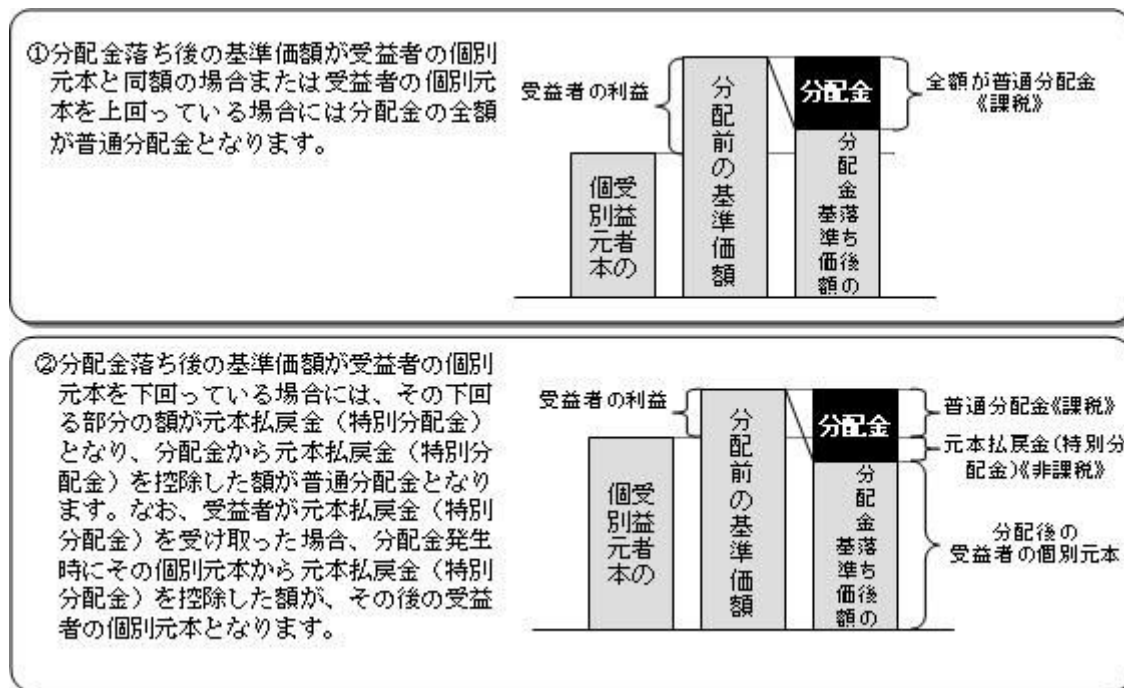 ①分配金落ち後の基準価額が受益者の個別
元本と同額の場合または受益者の個別元
本を上回っている場合には分配金の全額
が普通分配金となります。
受益者の利益
受益者の
個別元本
分配前の基準価額
分配金
分配金落ち後の
基準価額
全額が普通分配金
《課税》
②分配金落ち後の基準価額が受益者の個別
元本を下回っている場合には、その下回
る部分の額が元本払戻金（特別分配金）
となり、分配金から元本払戻金（特別分
配金）を控除した額が普通分配金となり
ます。なお、受益者が元本払戻金（特別
分配金）を受け取った場合、分配金発生
時にその個別元本から元本払戻金（特別
分配金）を控除した額が、その後の受益
者の個別元本となります。
受益者の利益
受益者の
個別元本
分配前の基準価額
分配金
分配金落ち後の
基準価額
普通分配金《課税》
元本払戻金(特別分
配金)《非課税》
分配後の
受益者の個別元本